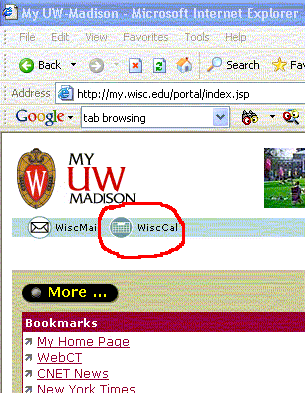 My UW-Madison - Microsoft Internet Explorer
File Edit View Favorites Tools Help
Back Search Favor
Address http://my.wisc.edu/portal/index.jsp
Google tab browsing
W MY
UW
MADISON
WiscMai WiscCal
More ...
Bookmarks
My Home Page
WebCT
CNET News
New York Times